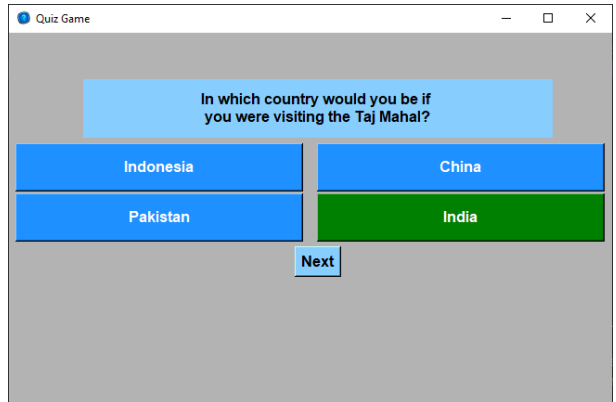 Quiz Game
In which country would you be if
you were visiting the Taj Mahal?
Indonesia
China
Pakistan
India
Next